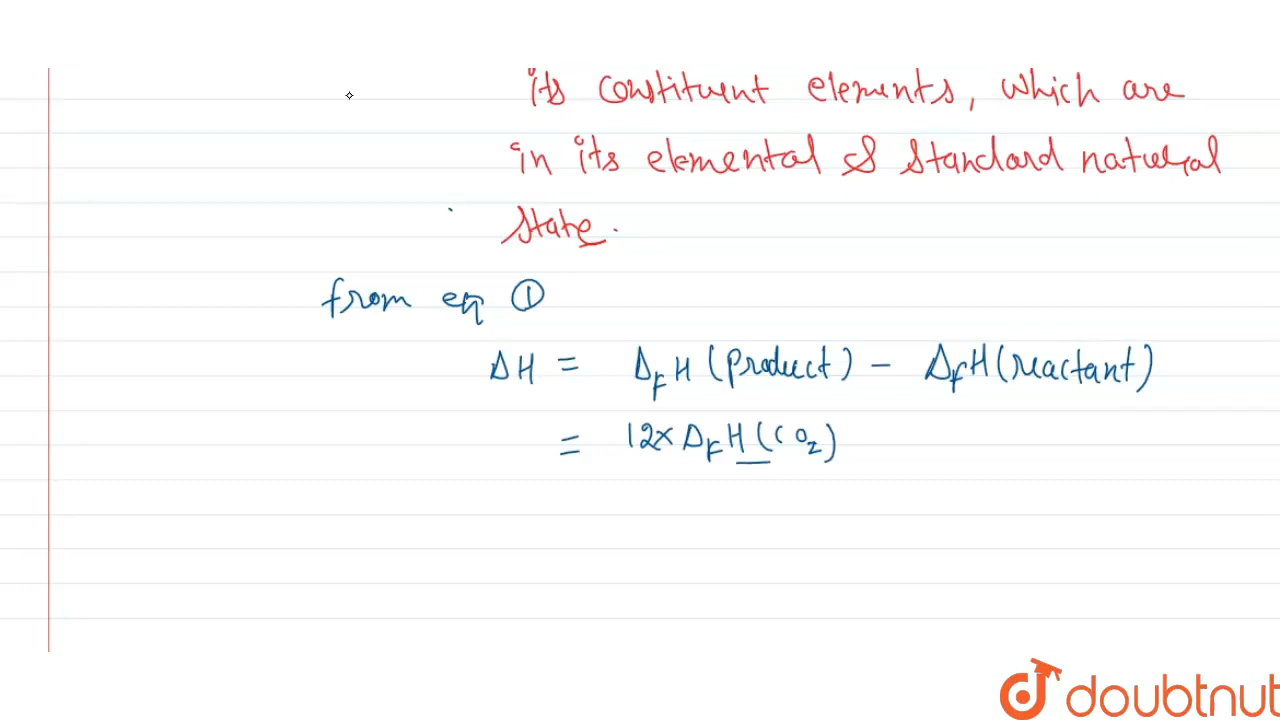 its constituent elements, which are
in its elemental & standard natural
state.
from eq ①
ΔH = ΔfH (Product) - ΔfH (reactant)
= 12x ΔfH (CO₂)
doubtnut